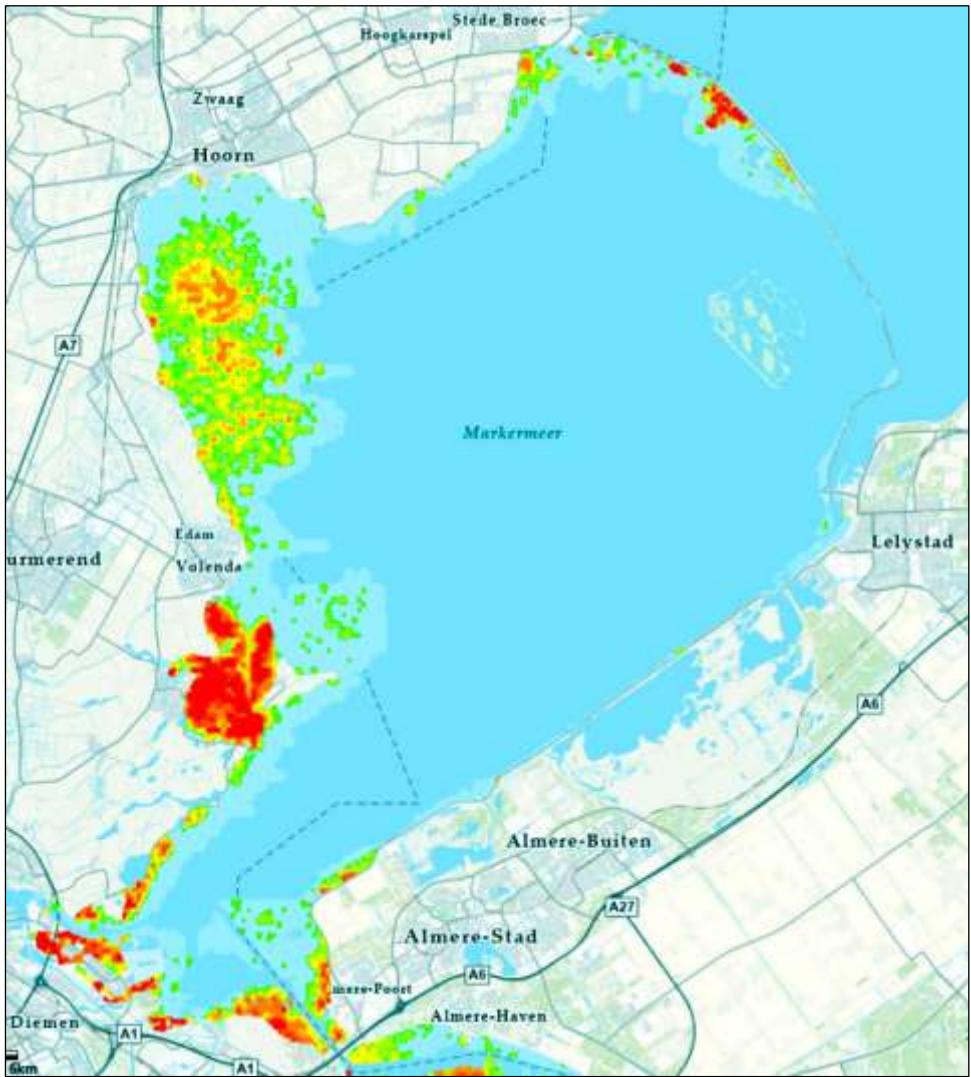 Stede Broec
Hoogkarspel
Zwaag
Hoorn
A7
Markermeer
Edam
Lelystad
urmerend
Volenda
A6
Almere-Buiten
A27
Almere-Stad
A6
mere-Poort
Almere-Haven
Diemen
A1
A1
6km